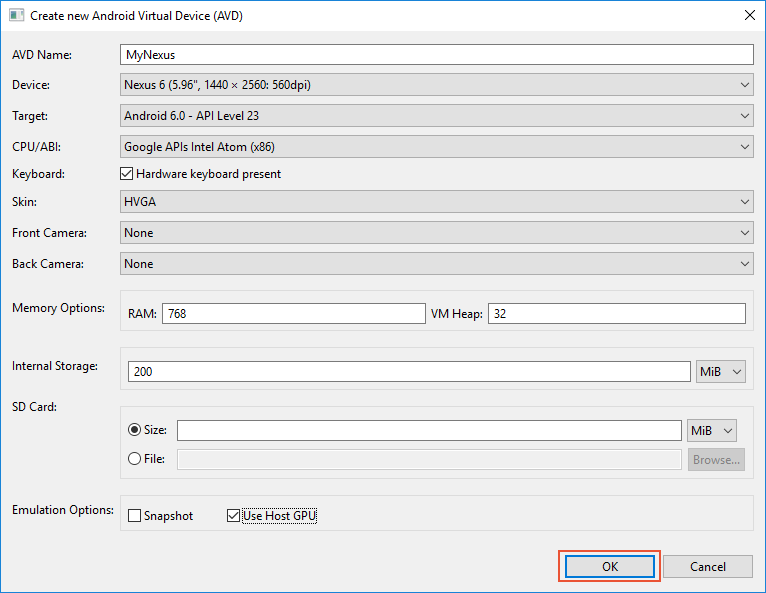 Create new Android Virtual Device (AVD)
AVD Name: MyNexus
Device: Nexus 6 (5.96", 1440 × 2560: 560dpi)
Target: Android 6.0 - API Level 23
CPU/ABI: Google APIs Intel Atom (x86)
Keyboard: Hardware keyboard present
Skin: HVGA
Front Camera: None
Back Camera: None
Memory Options: RAM: 768 VM Heap: 32
Internal Storage: 200 MiB
SD Card:
Size: MiB
File: Browse...
Emulation Options: Snapshot Use Host GPU
OK Cancel